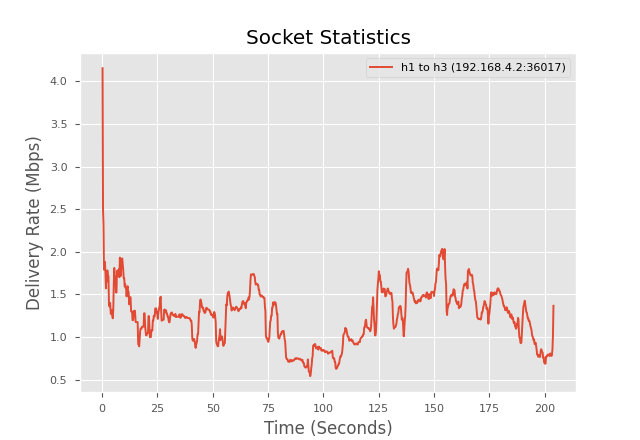 Socket Statistics
h1 to h3 (192.168.4.2:36017)
Delivery Rate (Mbps)
4.0
3.5
3.0
2.5
2.0
1.5
1.0
0.5
0 25 50 75 100 125 150 175 200
Time (Seconds)